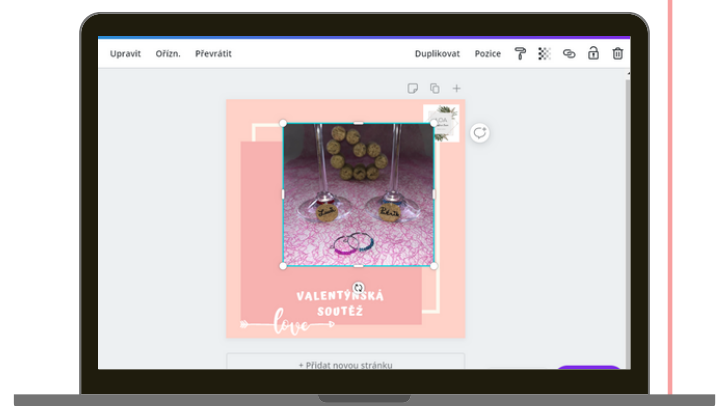 Upravit Ořízn. Převrátit Duplikovat Pozice
VALENTÝNSKÁ
SOUTĚŽ
love
+ Přidat novou stránku